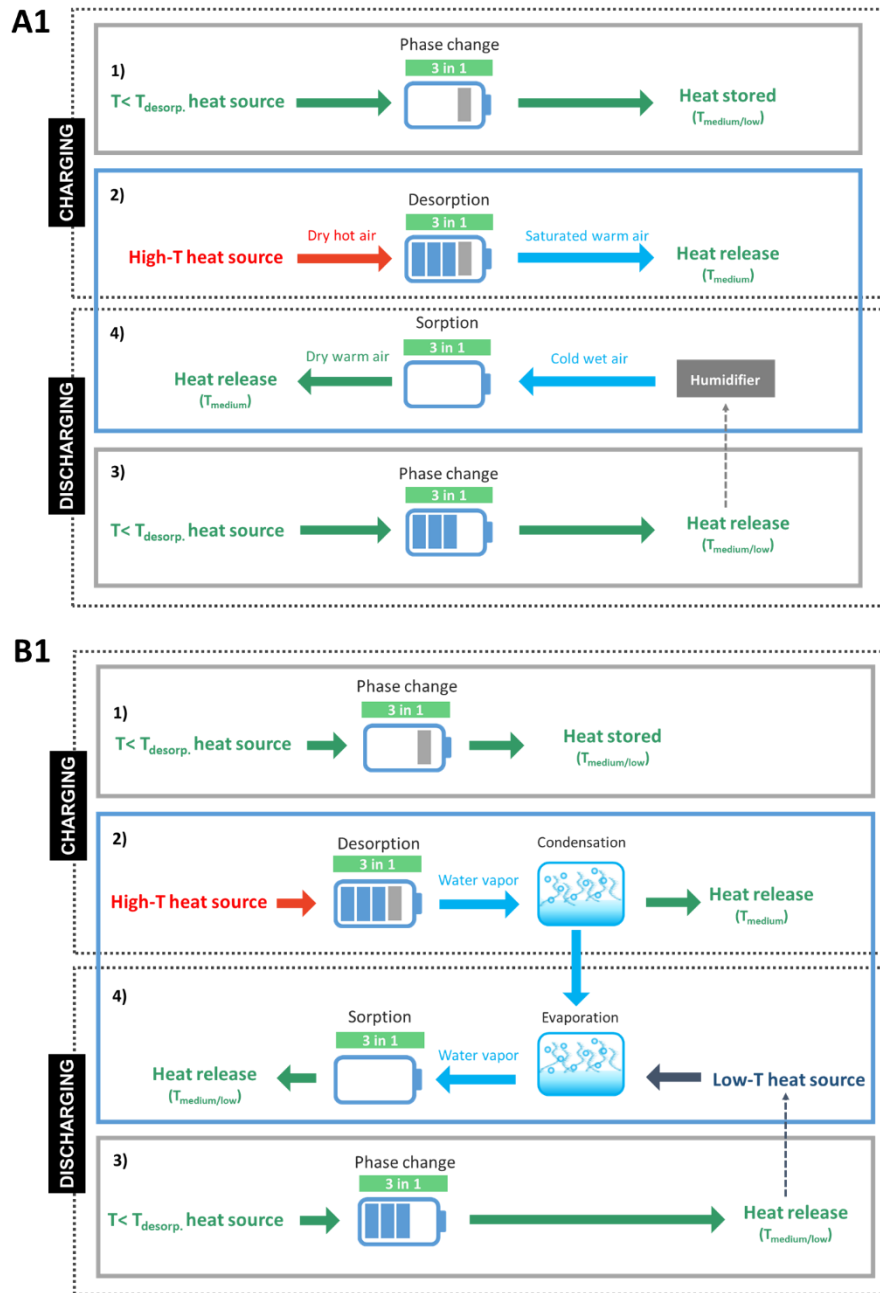 A1
CHARGING
1)
Phase change
3 in 1
T< Tdesorp. heat source
Heat stored
(Tmedium/low)
2)
Desorption
3 in 1
High-T heat source
Dry hot air
Saturated warm air
Heat release
(Tmedium)
DISCHARGING
4)
Sorption
3 in 1
Heat release
(Tmedium)
Dry warm air
Cold wet air
Humidifier
3)
Phase change
3 in 1
T< Tdesorp. heat source
Heat release
(Tmedium/low)
B1
CHARGING
1)
Phase change
3 in 1
T< Tdesorp. heat source
Heat stored
(Tmedium/low)
2)
Desorption
3 in 1
High-T heat source
Water vapor
Condensation
Heat release
(Tmedium)
DISCHARGING
4)
Sorption
3 in 1
Heat release
(Tmedium/low)
Water vapor
Evaporation
Low-T heat source
3)
Phase change
3 in 1
T< Tdesorp. heat source
Heat release
(Tmedium/low)